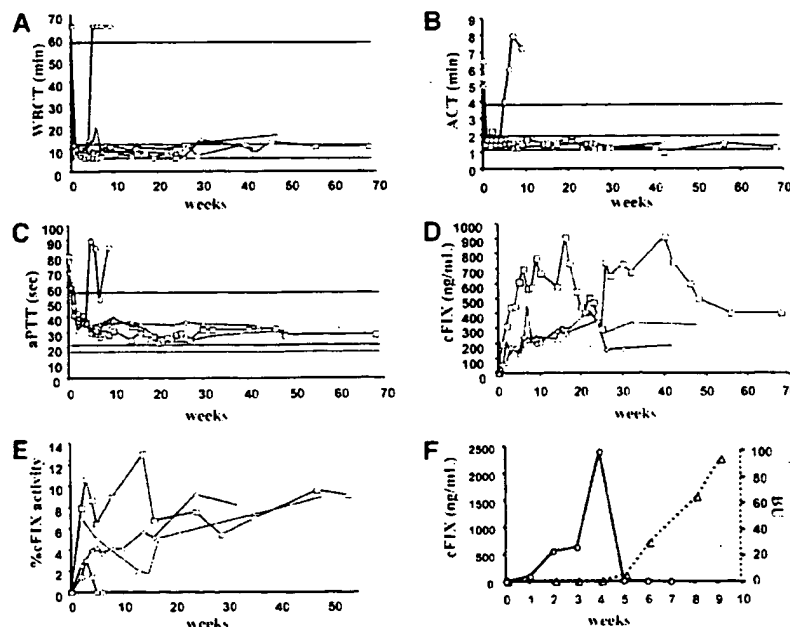 A
WBCT (min)
70
60
50
40
30
20
10
0
0 10 20 30 40 50 60 70
weeks
B
ACT (min)
9
8
7
6
5
4
3
2
1
0
0 10 20 30 40 50 60 70
weeks
C
aPTT (sec)
100
90
80
70
60
50
40
30
20
10
0
0 10 20 30 40 50 60 70
weeks
D
cFIX (ng/mL)
1000
900
800
700
600
500
400
300
200
100
0
0 10 20 30 40 50 60 70
weeks
E
%cFIX activity
14
12
10
8
6
4
2
0
0 10 20 30 40 50
weeks
F
cFIX (ng/mL)
2500
2000
1500
1000
500
0
0 1 2 3 4 5 6 7 8 9 10
weeks
100
80
60
40
20
0
BU